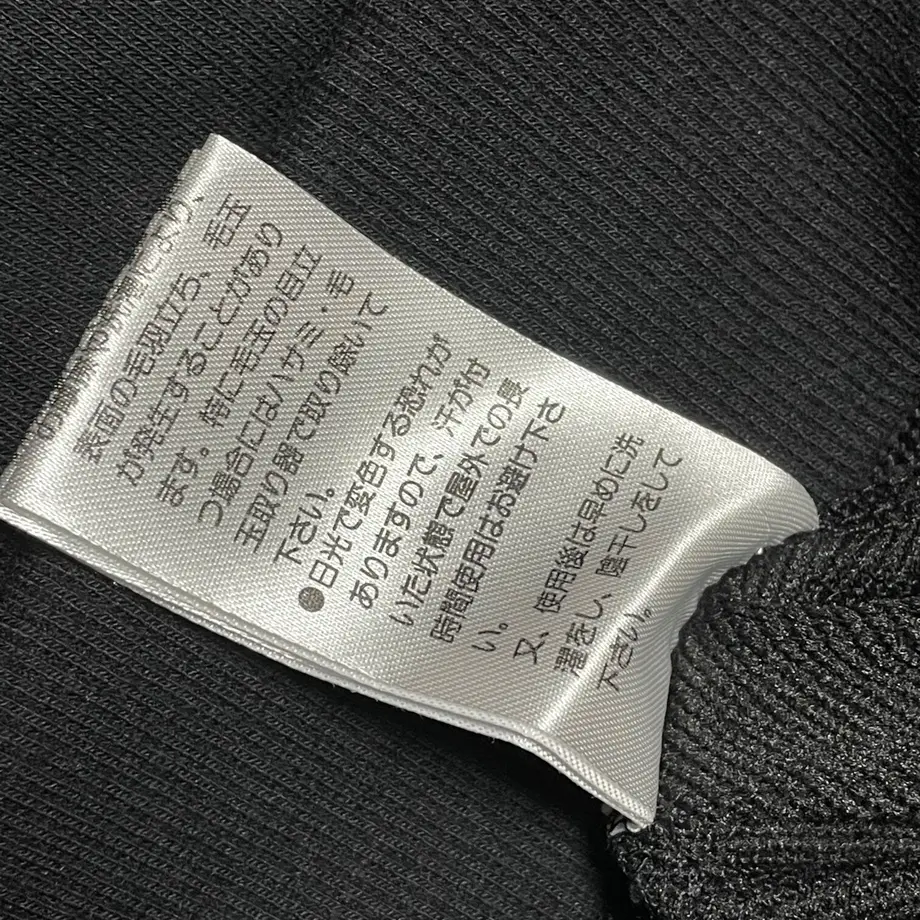 表面の毛羽立ち、毛玉
が発生することがあり
ます。特に毛玉の目立
つ場合にはハサミ・毛
玉取り器で取り除いて
下さい。
●日光で変色する恐れが
ありますので、汗が付
いた状態で屋外での長
時間使用はお避け下さ
い。
又、使用後は早めに洗
濯をし、陰干しをして
下さい。